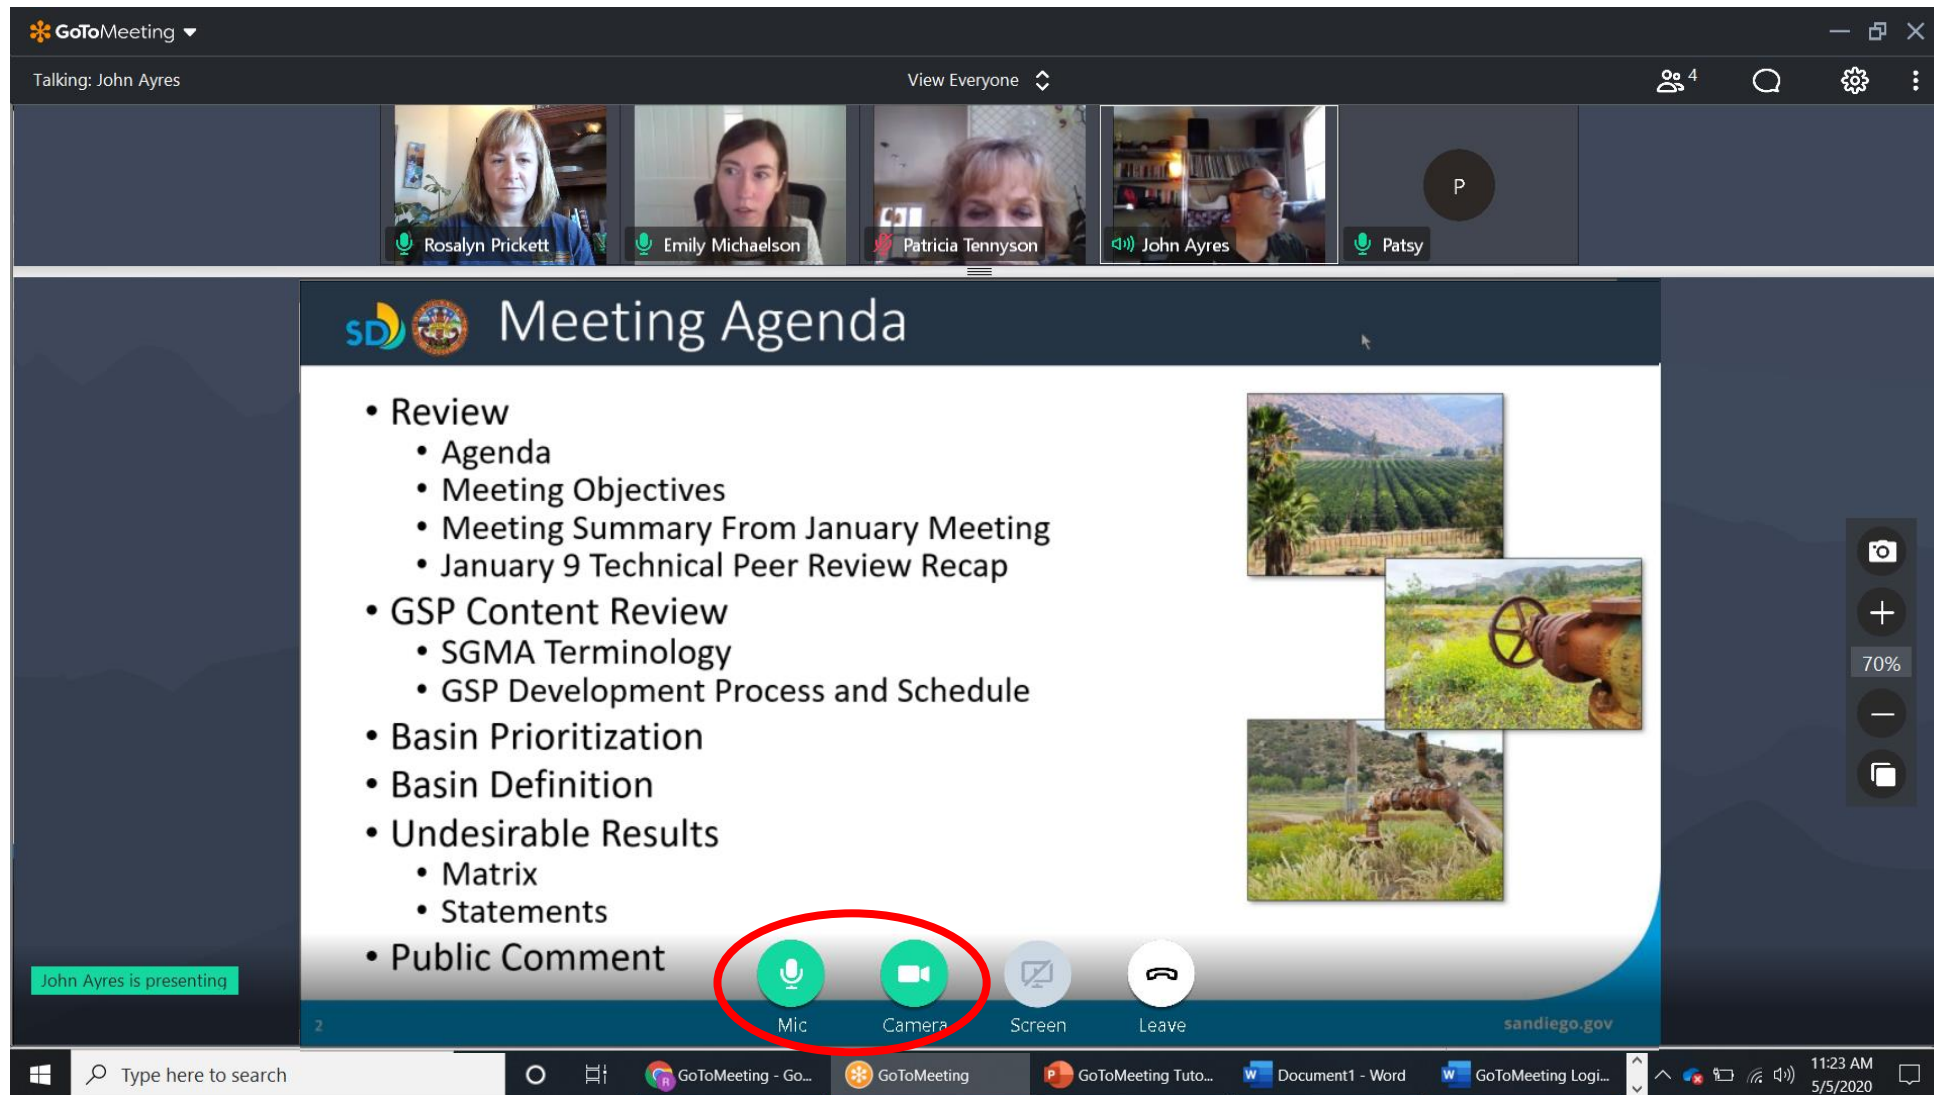 GoToMeeting
Talking: John Ayres
View Everyone
4
Rosalyn Prickett
Emily Michaelson
Patricia Tennyson
John Ayres
P
Patsy
SD
Meeting Agenda
• Review
• Agenda
• Meeting Objectives
• Meeting Summary From January Meeting
• January 9 Technical Peer Review Recap
• GSP Content Review
• SGMA Terminology
• GSP Development Process and Schedule
• Basin Prioritization
• Basin Definition
• Undesirable Results
• Matrix
• Statements
• Public Comment
70%
John Ayres is presenting
2
Mic
Camera
Screen
Leave
sandiego.gov
Type here to search
GoToMeeting - Go...
GoToMeeting
GoToMeeting Tuto...
Document1 - Word
GoToMeeting Logi...
11:23 AM
5/5/2020